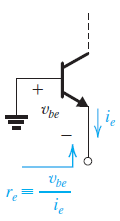 +
v_be
i_e
−
r_e ≡ v_be / i_e